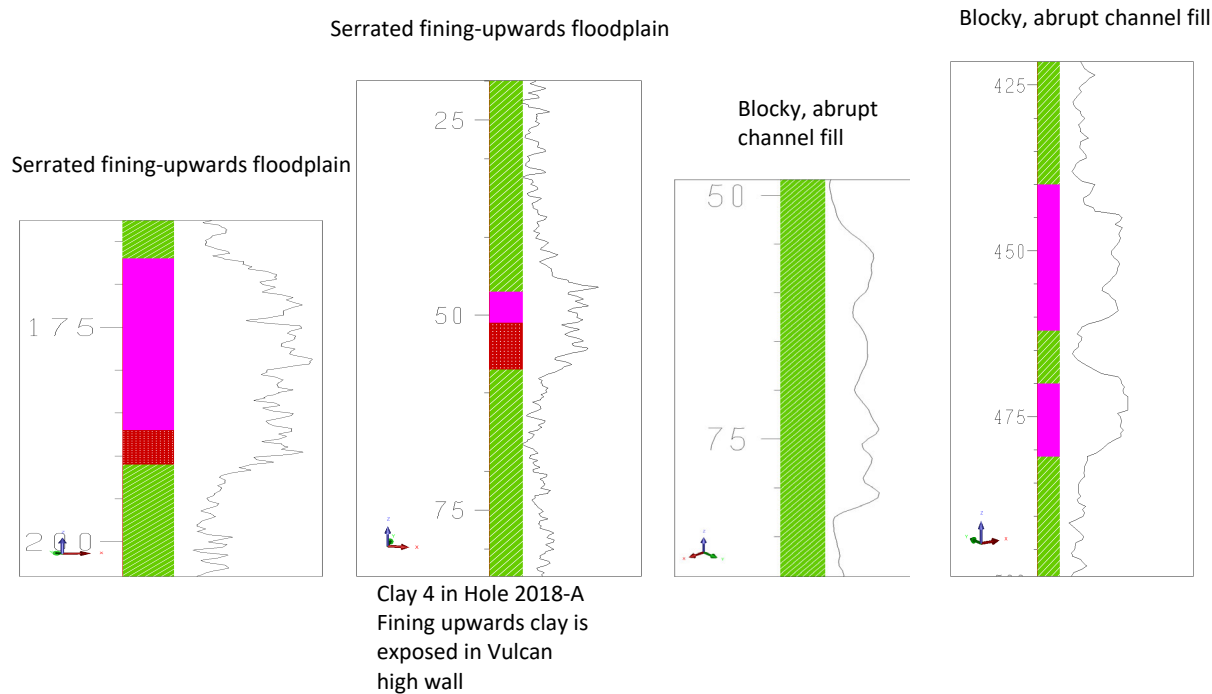 Serrated fining-upwards floodplain
175
200
Serrated fining-upwards floodplain
25
50
75
Clay 4 in Hole 2018-A
Fining upwards clay is
exposed in Vulcan
high wall
Blocky, abrupt
channel fill
50
75
Blocky, abrupt channel fill
425
450
475